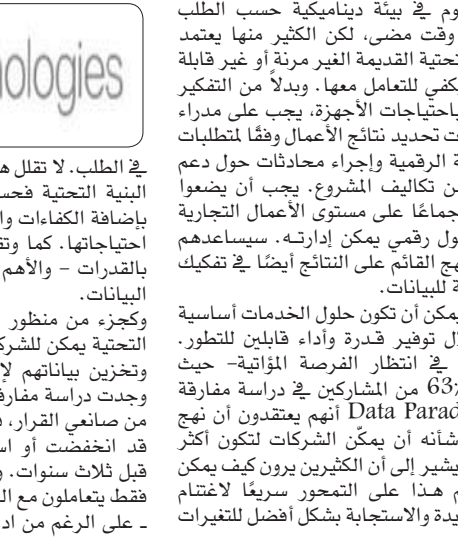 وم في بيئة ديناميكية حسب الطلب
وقت مضى، لكن الكثير منها يعتمد
تحتية القديمة الغير مرنة أو غير قابلة
يكفي للتعامل معها. وبدلاً من التفكير
باحتياجات الأجهزة، يجب على مدراء
ت تحديد نتائج الأعمال وفقًا لمتطلبات
ة الرقمية وإجراء محادثات حول دعم
ن تكاليف المشروع. يجب أن يضعوا
جماعًا على مستوى الأعمال التجارية
ول رقمي يمكن إدارته. سيساعدهم
هج القائم على النتائج أيضًا في تفكيك
ة للبيانات.
يمكن أن تكون حلول الخدمات أساسية
ل توفير قدرة وأداء قابلين للتطور.
في انتظار الفرصة المؤاتية– حيث
63% من المشاركين في دراسة مفارقة
Data Parad أنهم يعتقدون أن نهج
شأنه أن يمكّن الشركات لتكون أكثر
يشير إلى أن الكثيرين يرون كيف يمكن
م هذا على التمحور سريعًا لاغتنام
يدة والاستجابة بشكل أفضل للتغيرات
nologies
في الطلب. لا تقلل ه
البنية التحتية فحس
بإضافة الكفاءات وا
احتياجاتها. كما وتق
بالقدرات – والأهم
البيانات.
وكجزء من منظور
التحتية يمكن للشرك
وتخزين بياناتهم لإ
وجدت دراسة مفارق
من صانعي القرار، ف
قد انخفضت أو اس
قبل ثلاث سنوات. و
فقط يتعاملون مع ال
ـ على الرغم من اد